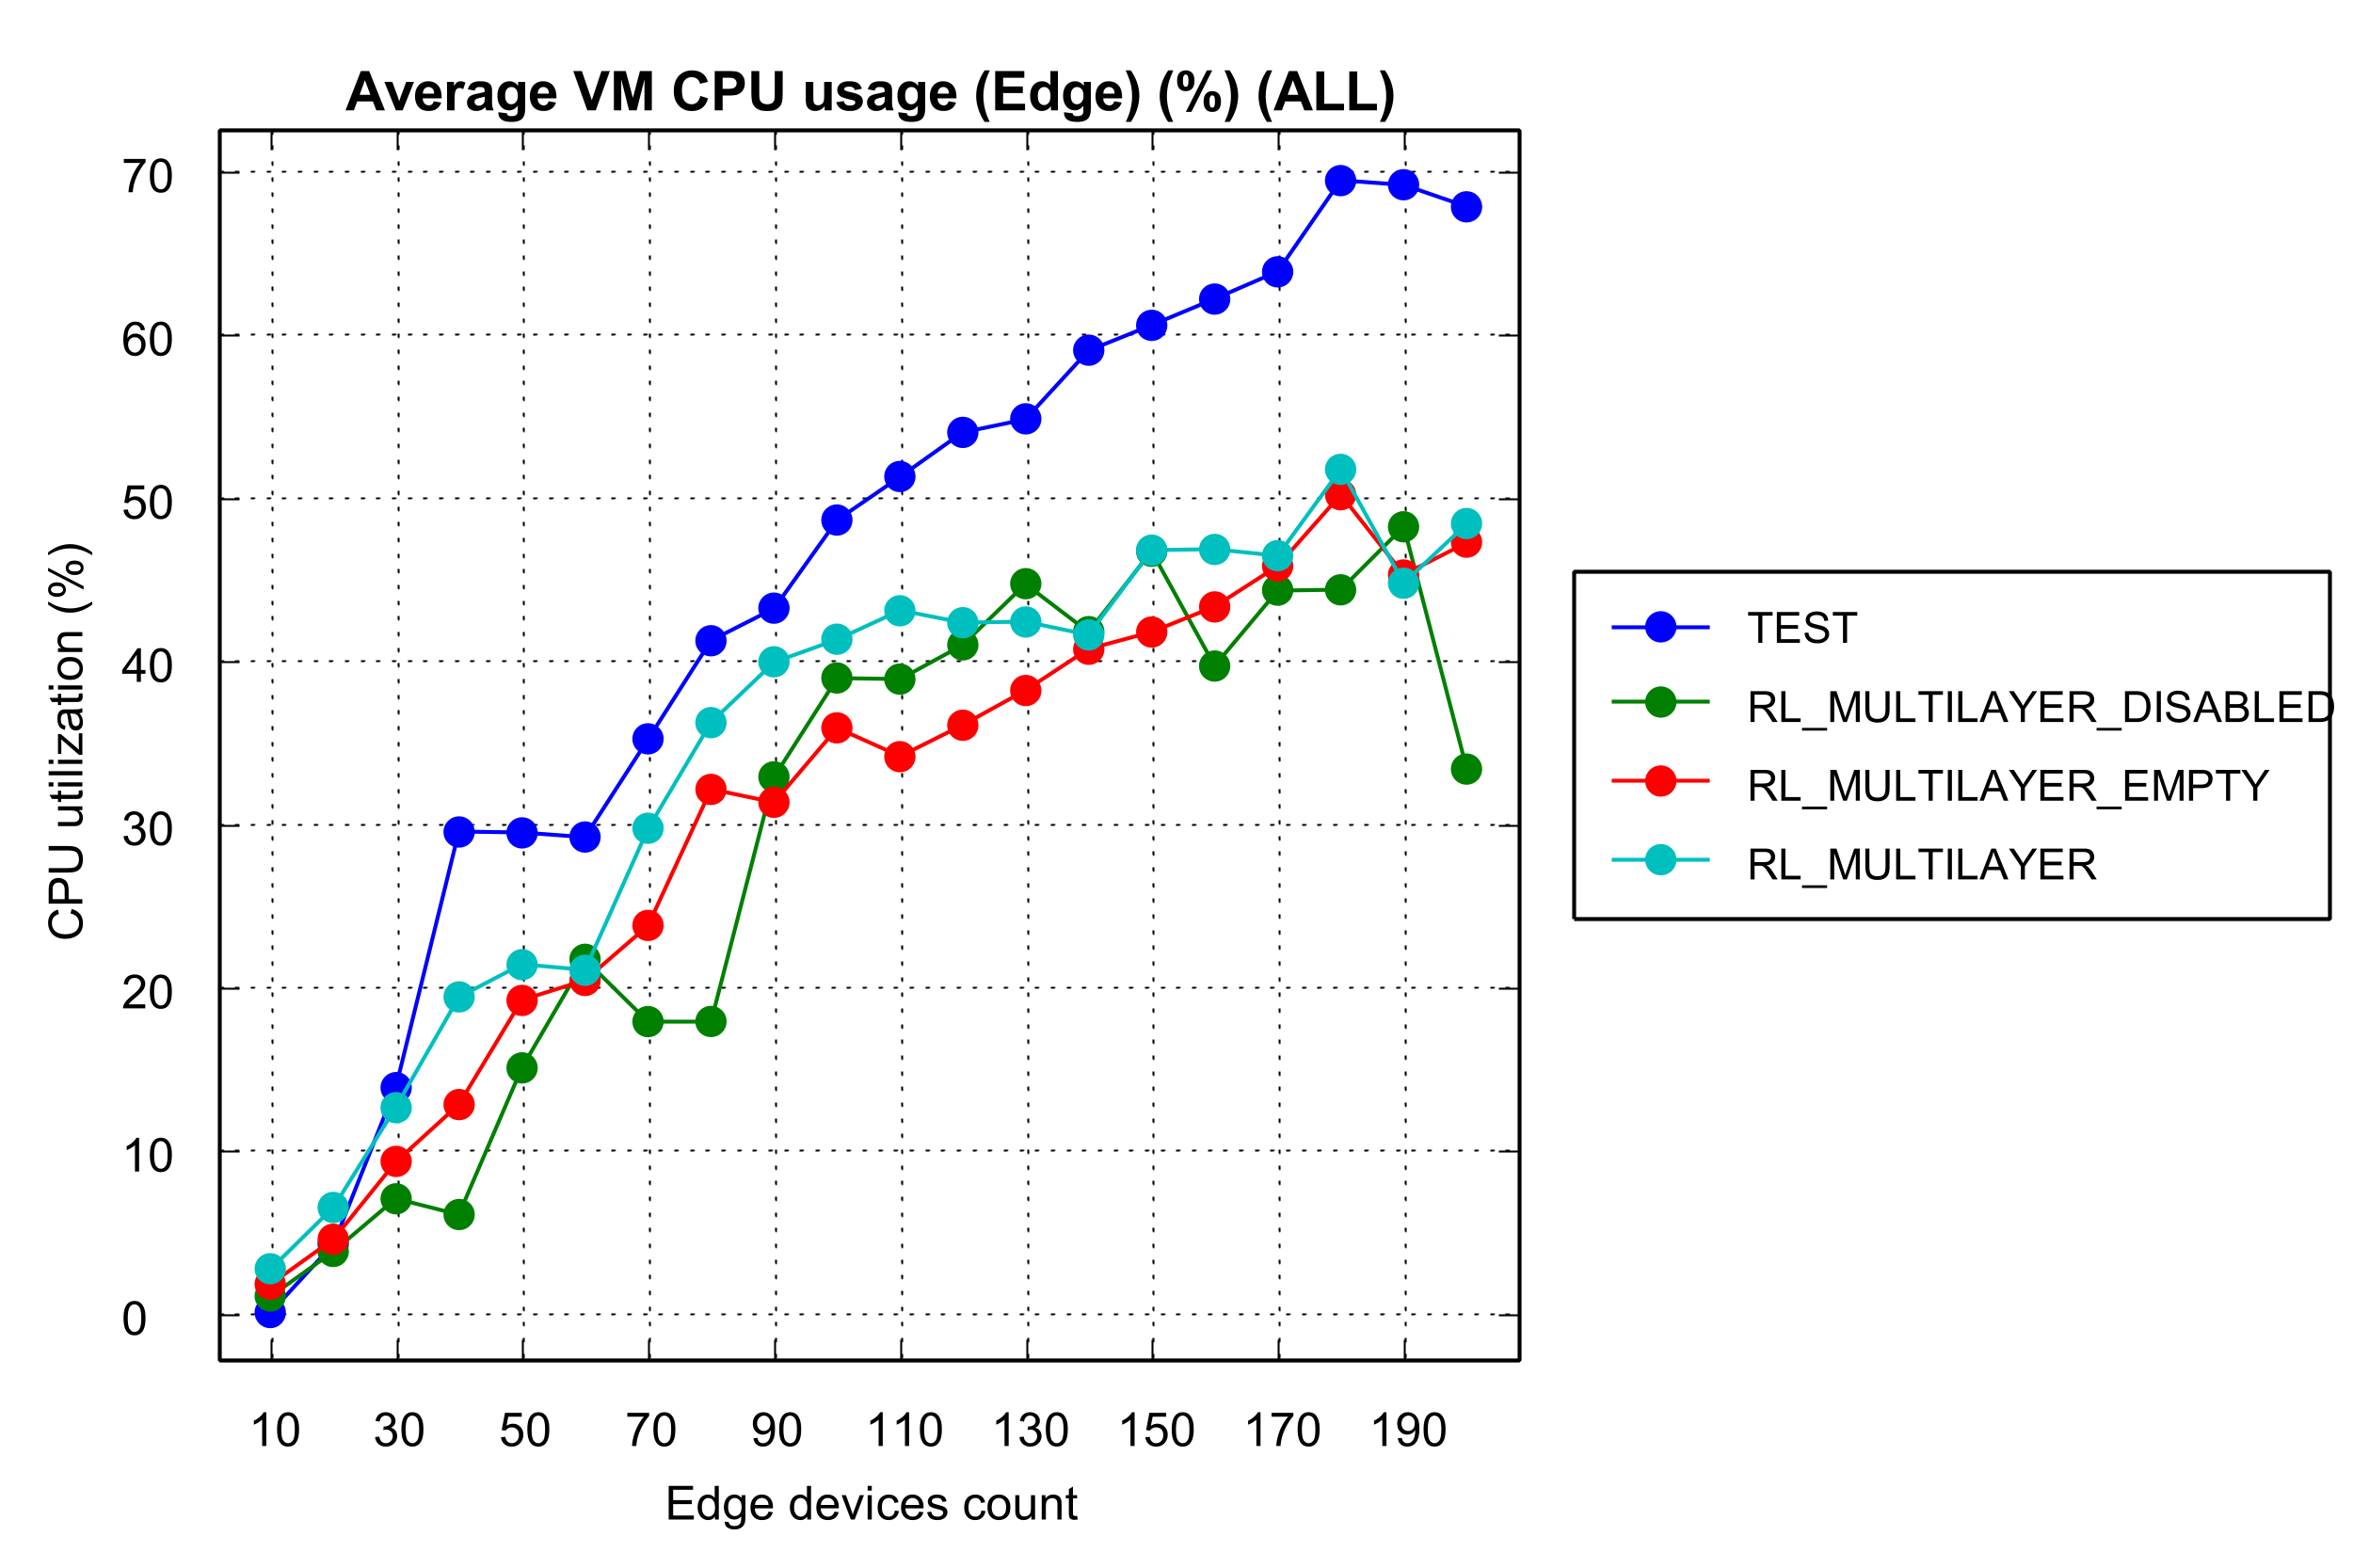 Average VM CPU usage (Edge) (%) (ALL)
CPU utilization (%)
70
60
50
40
30
20
10
0
10 30 50 70 90 110 130 150 170 190
Edge devices count
TEST
RL_MULTILAYER_DISABLED
RL_MULTILAYER_EMPTY
RL_MULTILAYER